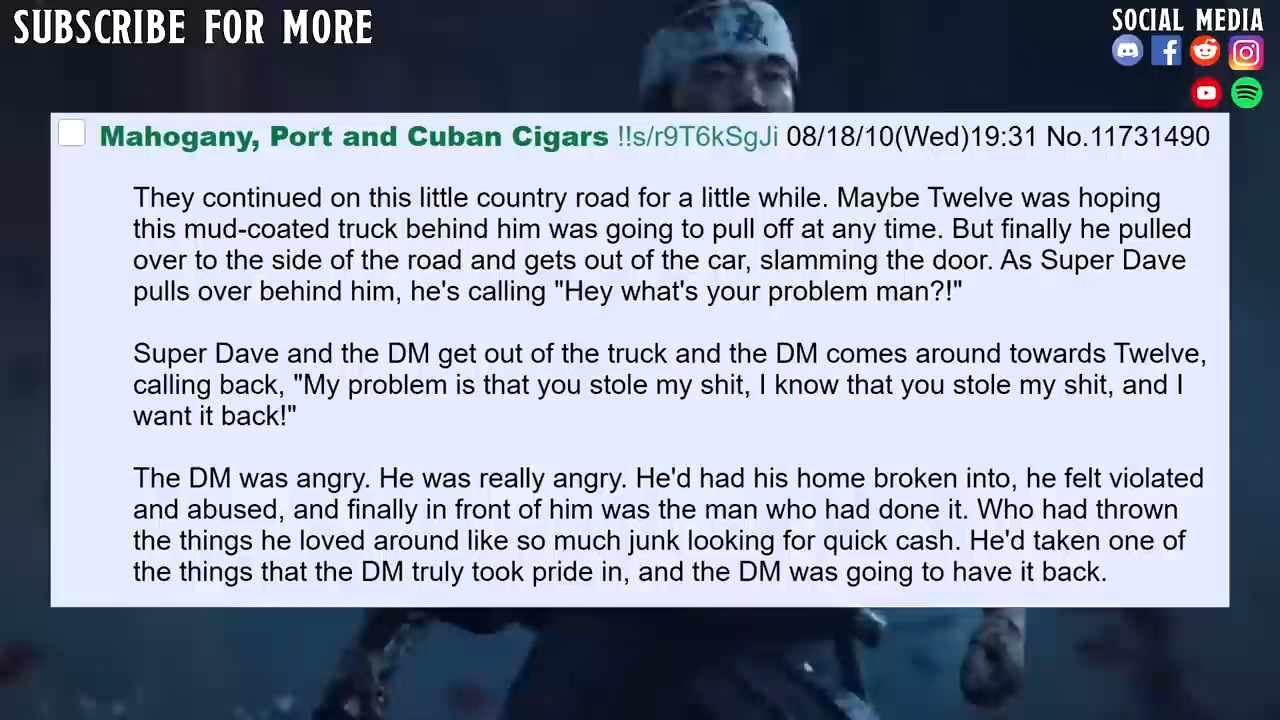 SUBSCRIBE FOR MORE
SOCIAL MEDIA
Mahogany, Port and Cuban Cigars !!s/r9T6kSgJi 08/18/10(Wed)19:31 No.11731490
They continued on this little country road for a little while. Maybe Twelve was hoping
this mud-coated truck behind him was going to pull off at any time. But finally he pulled
over to the side of the road and gets out of the car, slamming the door. As Super Dave
pulls over behind him, he's calling "Hey what's your problem man?!"
Super Dave and the DM get out of the truck and the DM comes around towards Twelve,
calling back, "My problem is that you stole my shit, I know that you stole my shit, and I
want it back!"
The DM was angry. He was really angry. He'd had his home broken into, he felt violated
and abused, and finally in front of him was the man who had done it. Who had thrown
the things he loved around like so much junk looking for quick cash. He'd taken one of
the things that the DM truly took pride in, and the DM was going to have it back.